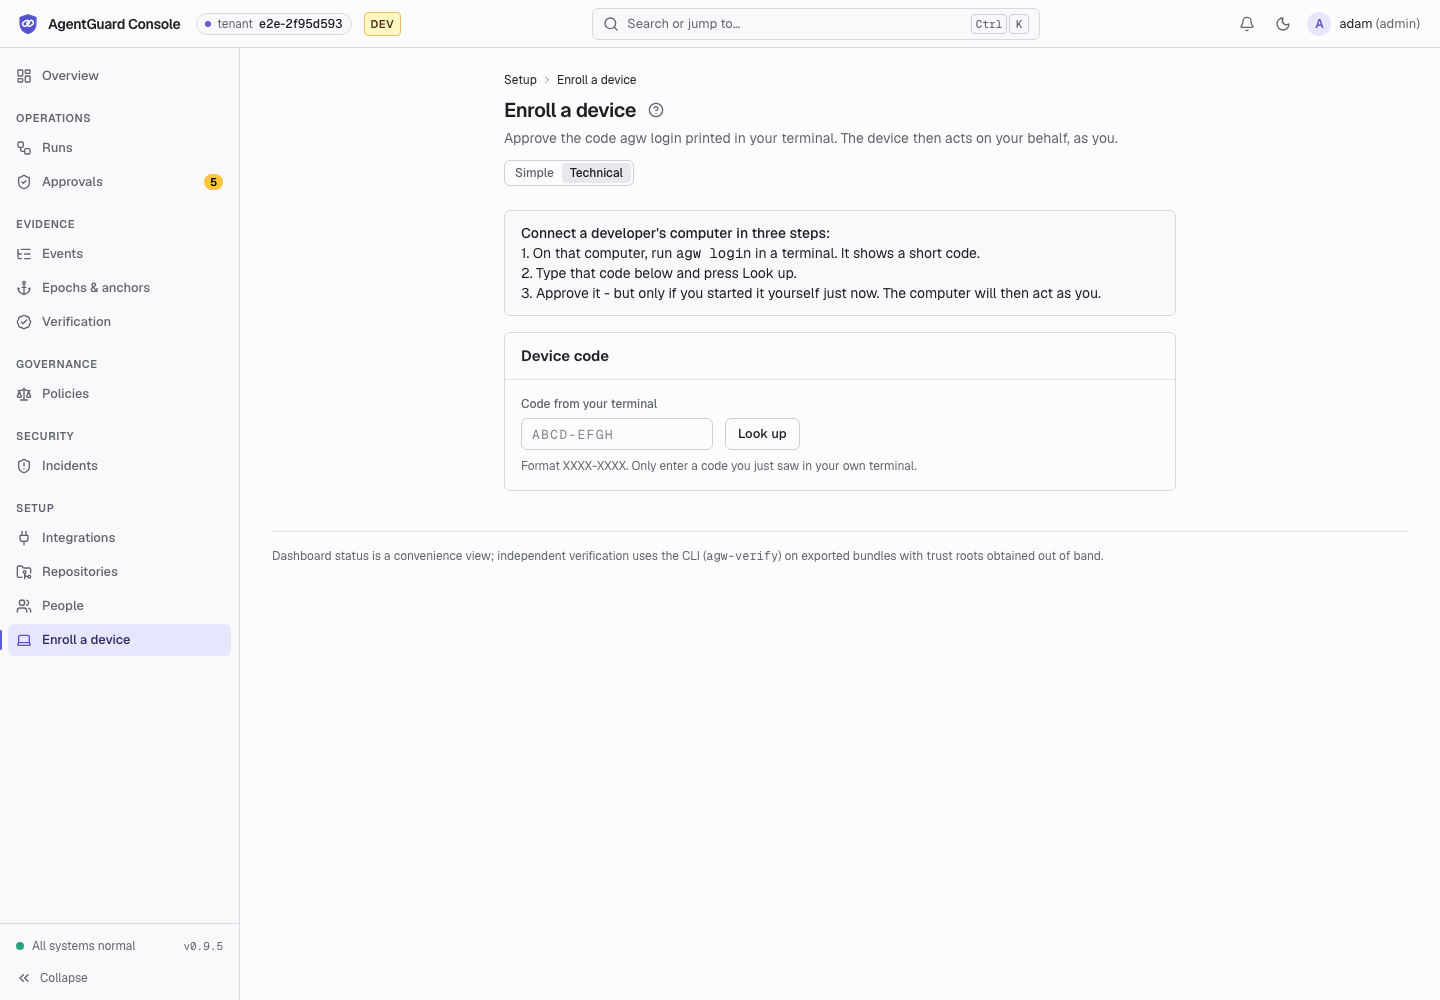 AgentGuard Console
tenant e2e-2f95d593
DEV
Search or jump to...
Ctrl K
A
adam (admin)
Overview
OPERATIONS
Runs
Approvals 5
EVIDENCE
Events
Epochs & anchors
Verification
GOVERNANCE
Policies
SECURITY
Incidents
SETUP
Integrations
Repositories
People
Enroll a device
All systems normal v0.9.5
Collapse
Setup > Enroll a device
Enroll a device
Approve the code agw login printed in your terminal. The device then acts on your behalf, as you.
Simple Technical
Connect a developer's computer in three steps:
1. On that computer, run agw login in a terminal. It shows a short code.
2. Type that code below and press Look up.
3. Approve it - but only if you started it yourself just now. The computer will then act as you.
Device code
Code from your terminal
ABCD-EFGH Look up
Format XXXX-XXXX. Only enter a code you just saw in your own terminal.
Dashboard status is a convenience view; independent verification uses the CLI (agw-verify) on exported bundles with trust roots obtained out of band.